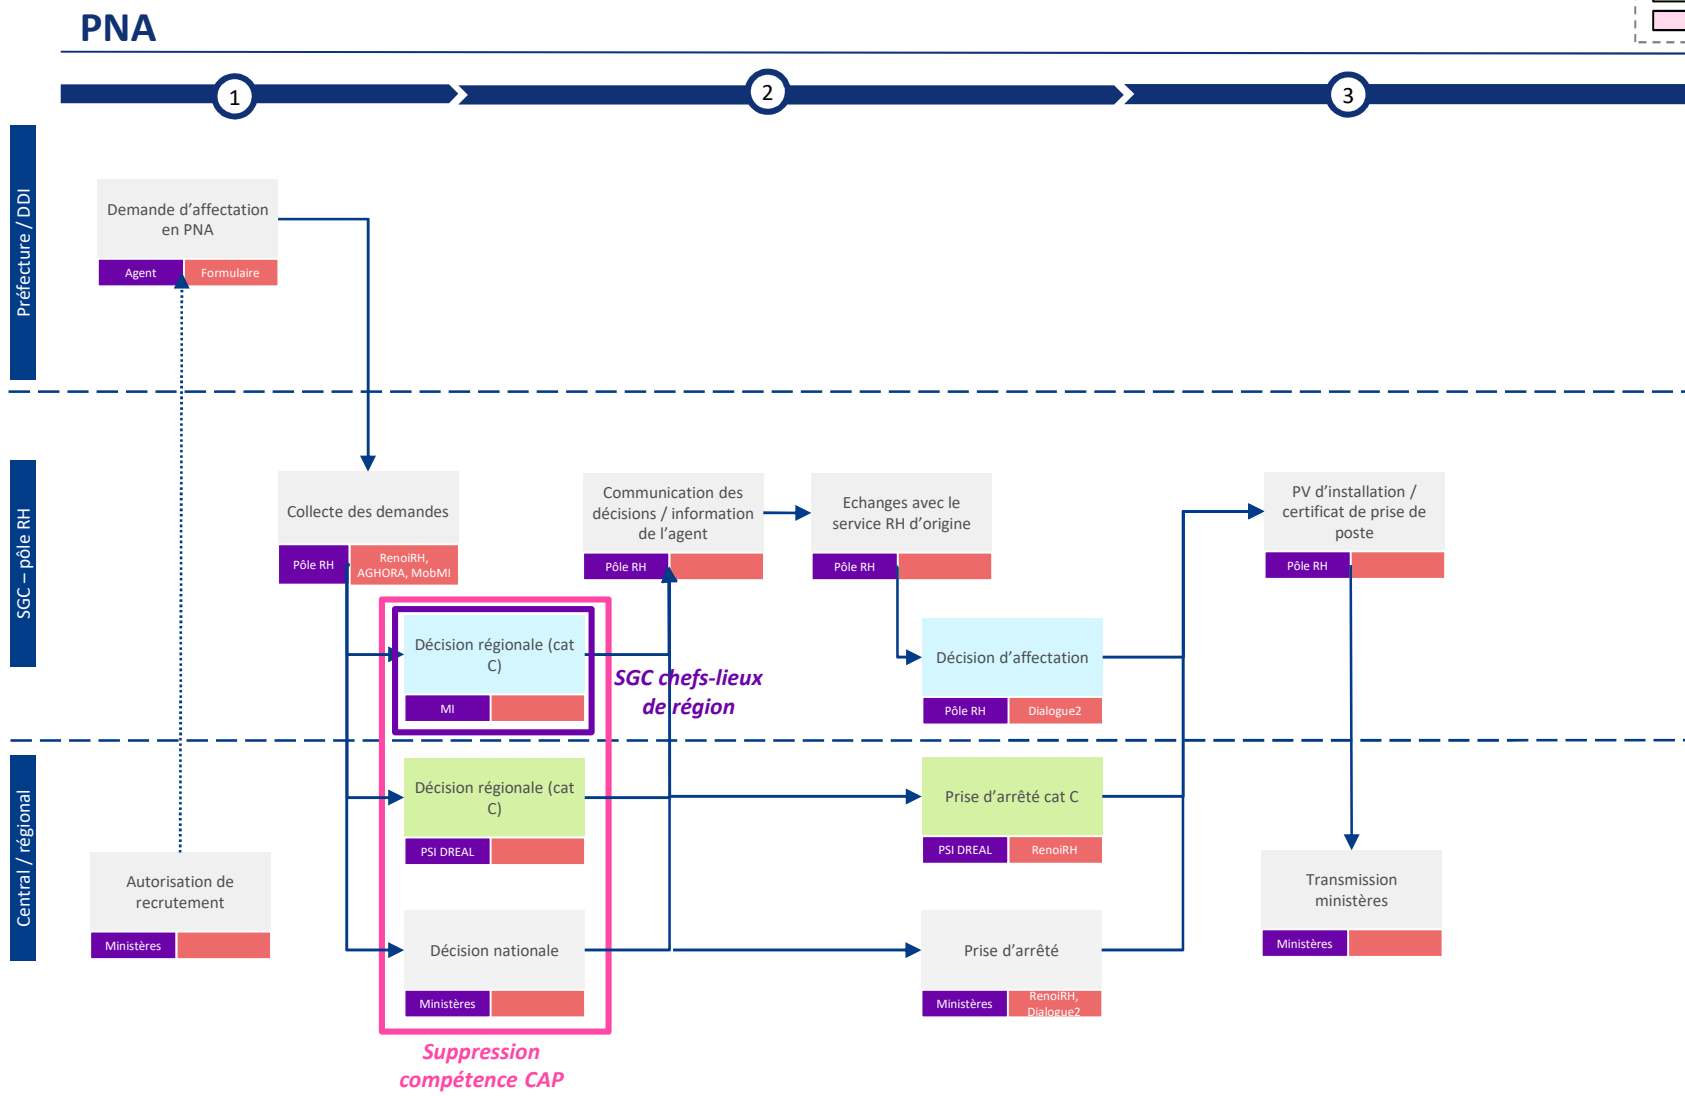 PNA
1
2
3
Préfecture / DDI
Demande d'affectation
en PNA
Agent
Formulaire
SGC – pôle RH
Collecte des demandes
Pôle RH
RenoiRH,
AGHORA, MobMI
Communication des
décisions / information
de l'agent
Pôle RH
Echanges avec le
service RH d'origine
Pôle RH
PV d'installation /
certificat de prise de
poste
Pôle RH
Décision régionale (cat
C)
MI
SGC chefs-lieux
de région
Décision d'affectation
Pôle RH
Dialogue2
Central / régional
Décision régionale (cat
C)
PSI DREAL
Prise d'arrêté cat C
PSI DREAL
RenoiRH
Autorisation de
recrutement
Ministères
Transmission
ministères
Ministères
Décision nationale
Ministères
Prise d'arrêté
Ministères
RenoiRH,
Dialogue2
Suppression
compétence CAP